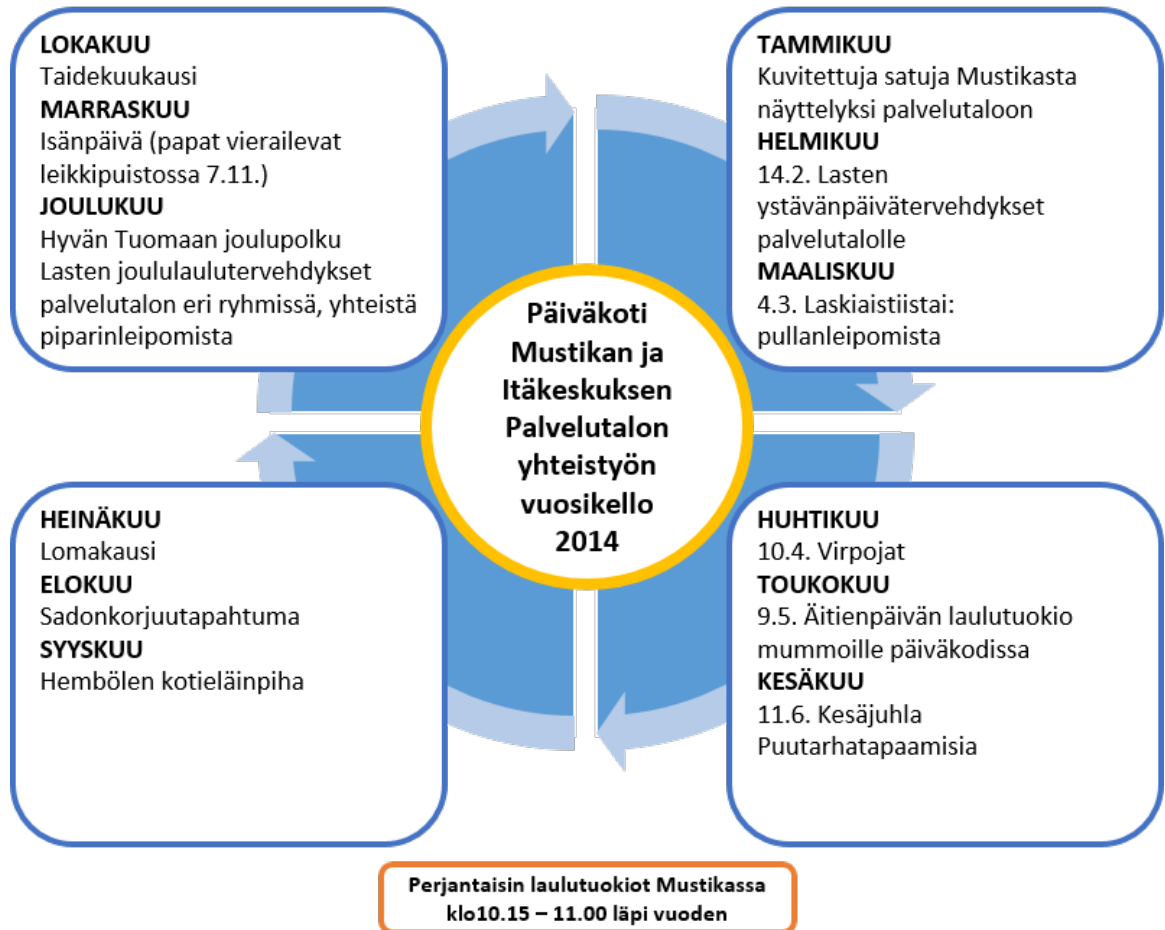 LOKAKUU
Taidekuukausi
MARRASKUU
Isänpäivä (papat vierailevat
leikkipuistossa 7.11.)
JOULUKUU
Hyvän Tuomaan joulupolku
Lasten joululaulutervehdykset
palvelutalon eri ryhmissä, yhteistä
piparinleipomista
TAMMIKUU
Kuvitettuja satuja Mustikasta
näyttelyksi palvelutaloon
HELMIKUU
14.2. Lasten
ystävänpäivätervehdykset
palvelutalolle
MAALISKUU
4.3. Laskiaistiistai:
pullanleipomista
Päiväkoti
Mustikan ja
Itäkeskuksen
Palvelutalon
yhteistyön
vuosikello
2014
HEINÄKUU
Lomakausi
ELOKUU
Sadonkorjuutapahtuma
SYYSKUU
Hembölen kotieläinpiha
HUHTIKUU
10.4. Virpojat
TOUKOKUU
9.5. Äitienpäivän laulutuokio
mummoille päiväkodissa
KESÄKUU
11.6. Kesäjuhla
Puutarhatapaamisia
Perjantaisin laulutuokiot Mustikassa
klo10.15 – 11.00 läpi vuoden